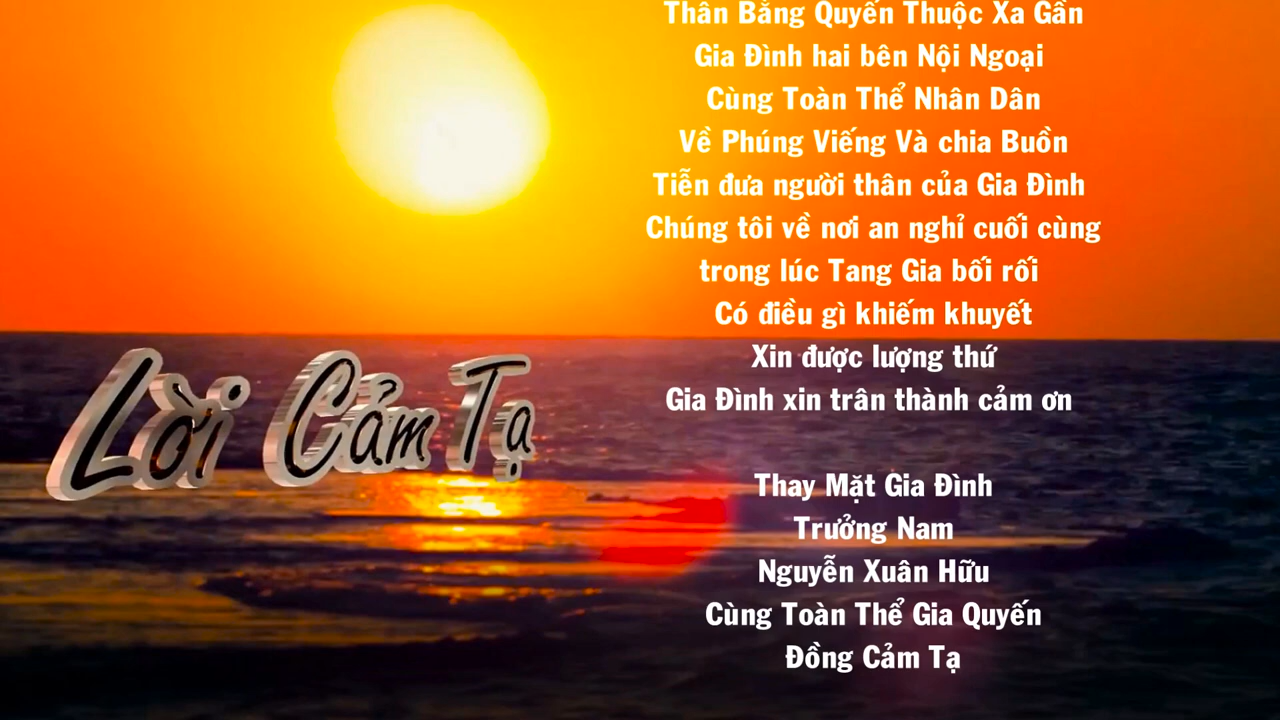 Thân Bằng Quyến Thuộc Xa Gần
Gia Đình hai bên Nội Ngoại
Cùng Toàn Thể Nhân Dân
Về Phúng Viếng Và chia Buồn
Tiễn đưa người thân của Gia Đình
Chúng tôi về nơi an nghỉ cuối cùng
trong lúc Tang Gia bối rối
Có điều gì khiếm khuyết
Xin được lượng thứ
Gia Đình xin trân thành cảm ơn
Lời Cảm Tạ
Thay Mặt Gia Đình
Trưởng Nam
Nguyễn Xuân Hữu
Cùng Toàn Thể Gia Quyến
Đồng Cảm Tạ